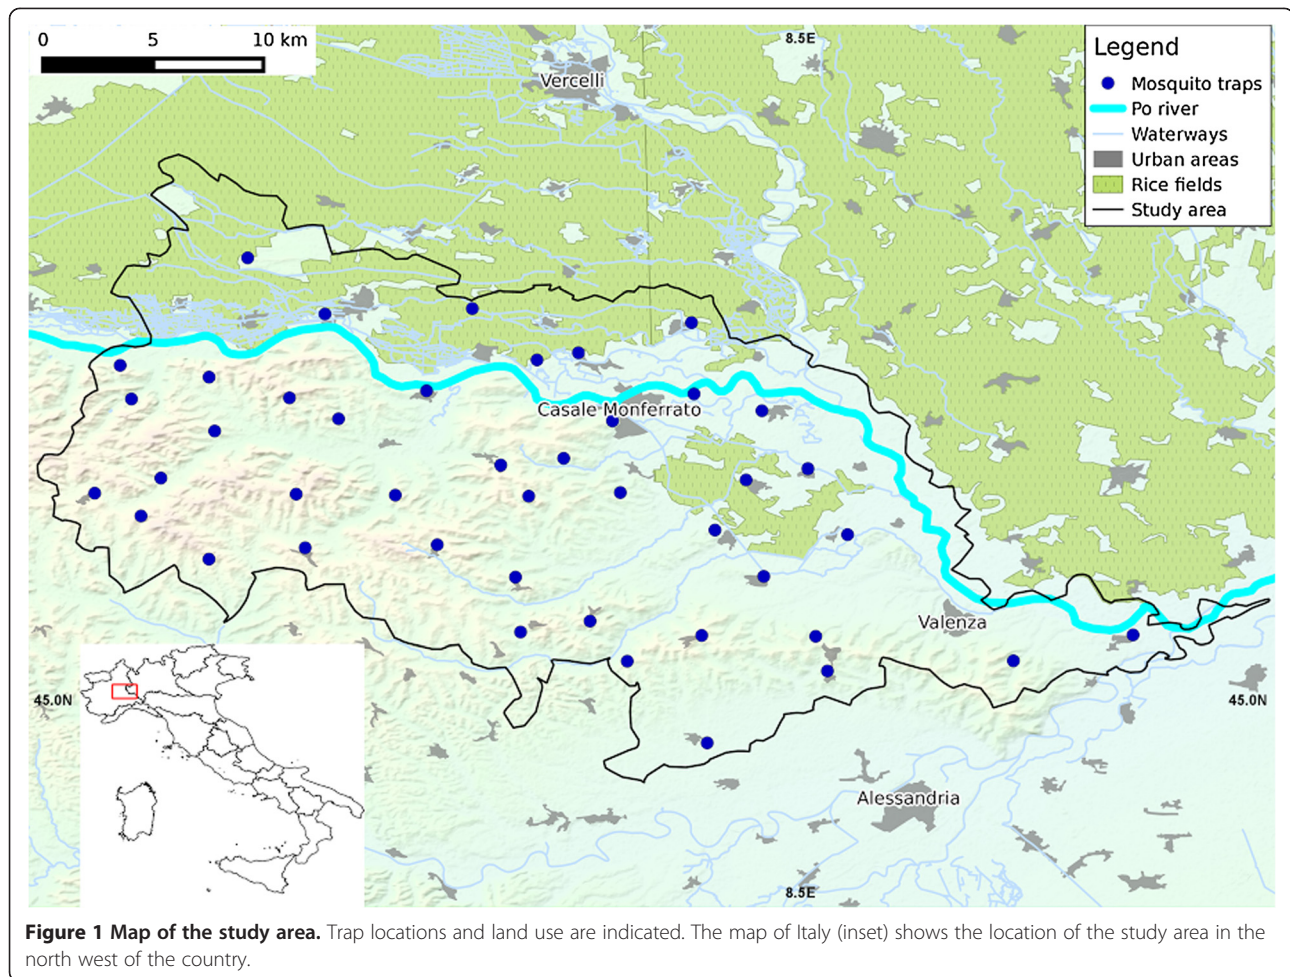 0 5 10 km
8.5E
Vercelli
Legend
Mosquito traps
Po river
Waterways
Urban areas
Rice fields
Study area
Casale Monferrato
Valenza
45.0N
45.0N
Alessandria
8.5E
Figure 1 Map of the study area. Trap locations and land use are indicated. The map of Italy (inset) shows the location of the study area in the
north west of the country.